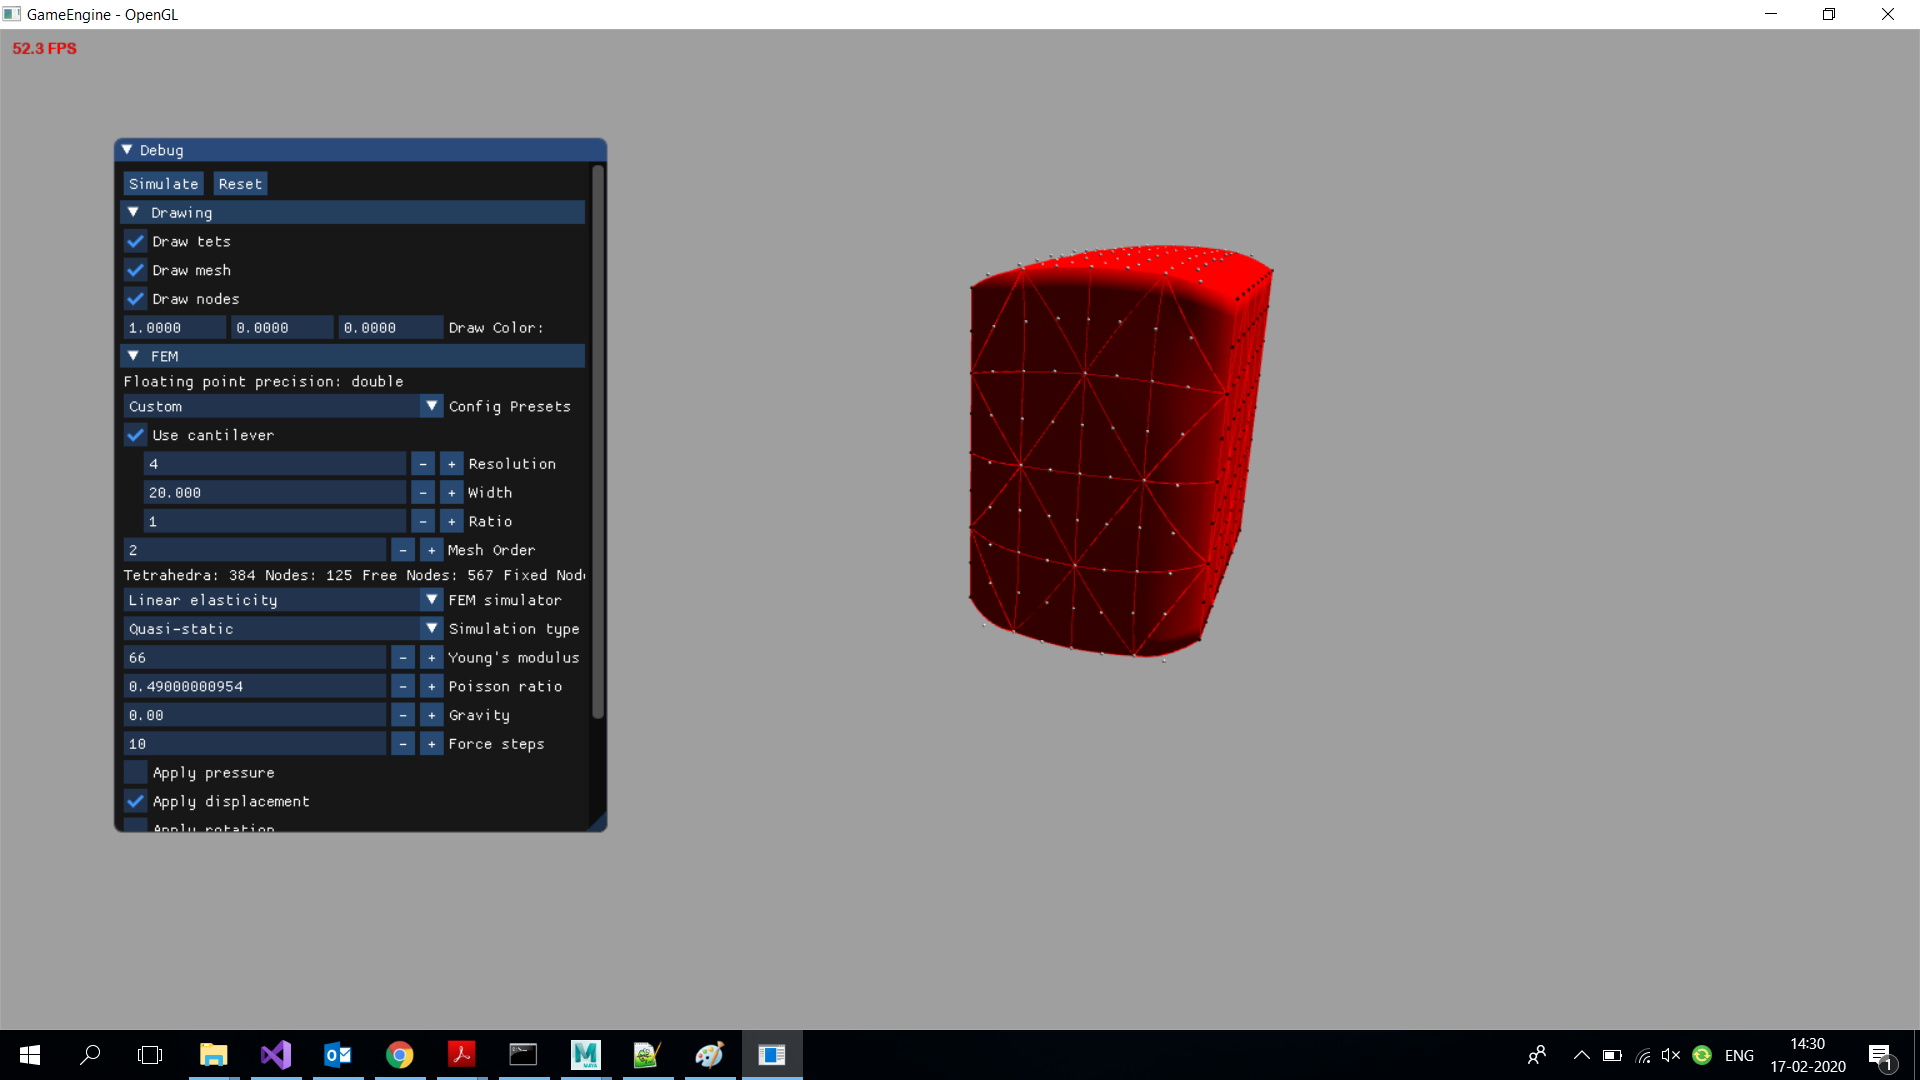 GameEngine - OpenGL
52.3 FPS
Debug
Simulate Reset
Drawing
Draw tets
Draw mesh
Draw nodes
1.0000 0.0000 0.0000 Draw Color:
FEM
Floating point precision: double
Custom Config Presets
Use cantilever
4 - + Resolution
20.000 - + Width
1 - + Ratio
2 - + Mesh Order
Tetrahedra: 384 Nodes: 125 Free Nodes: 567 Fixed Nod
Linear elasticity FEM simulator
Quasi-static Simulation type
66 - + Young's modulus
0.49000000954 - + Poisson ratio
0.00 - + Gravity
10 - + Force steps
Apply pressure
Apply displacement
Apply rotation
ENG
14:30
17-02-2020
1